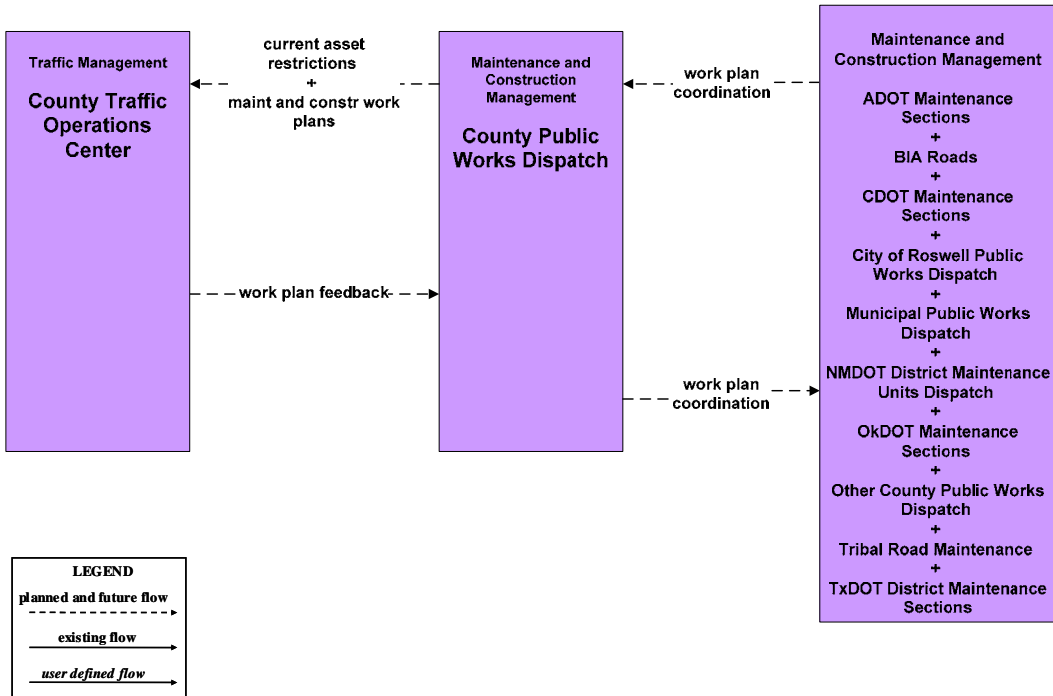 Traffic Management
County Traffic
Operations
Center
current asset
restrictions
+
maint and constr work
plans
work plan feedback
Maintenance and
Construction
Management
County Public
Works Dispatch
work plan
coordination
work plan
coordination
Maintenance and
Construction Management
ADOT Maintenance
Sections
+
BIA Roads
+
CDOT Maintenance
Sections
+
City of Roswell Public
Works Dispatch
+
Municipal Public Works
Dispatch
+
NMDOT District Maintenance
Units Dispatch
+
OkDOT Maintenance
Sections
+
Other County Public Works
Dispatch
+
Tribal Road Maintenance
+
TxDOT District Maintenance
Sections
LEGEND
planned and future flow
existing flow
user defined flow